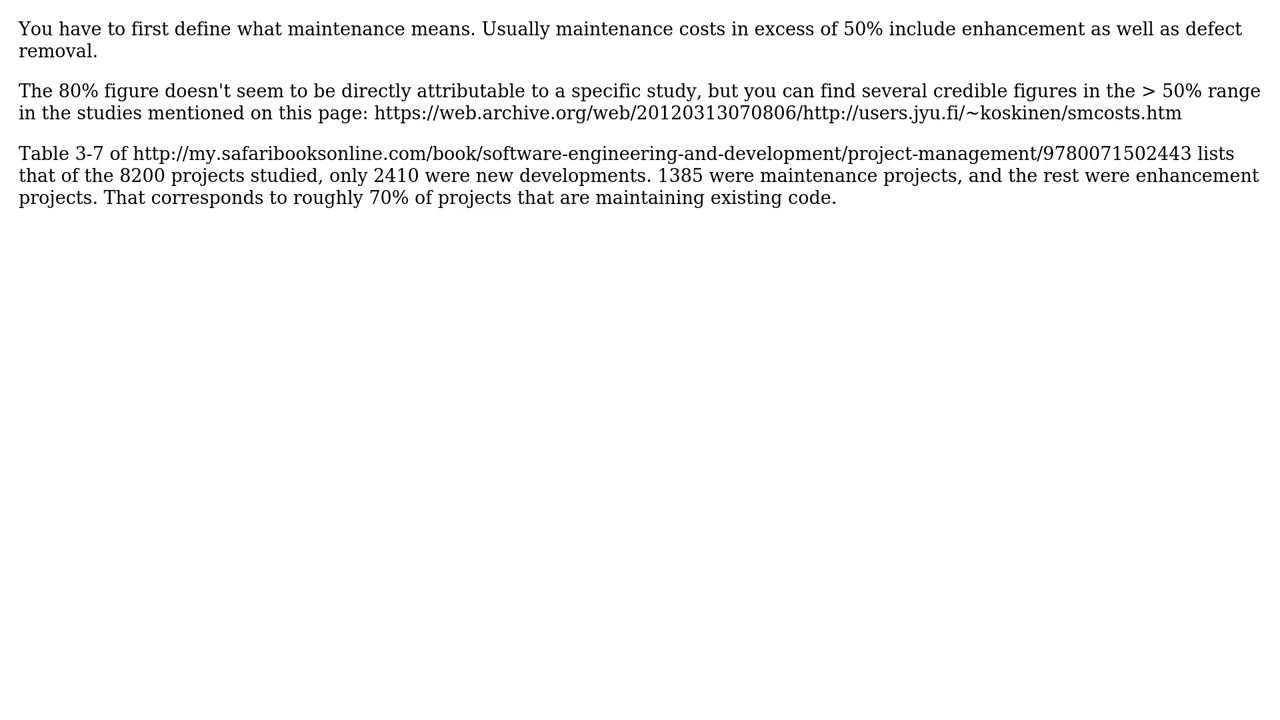 You have to first define what maintenance means. Usually maintenance costs in excess of 50% include enhancement as well as defect
removal.
The 80% figure doesn't seem to be directly attributable to a specific study, but you can find several credible figures in the > 50% range
in the studies mentioned on this page: https://web.archive.org/web/20120313070806/http://users.jyu.fi/~koskinen/smcosts.htm
Table 3-7 of http://my.safaribooksonline.com/book/software-engineering-and-development/project-management/9780071502443 lists
that of the 8200 projects studied, only 2410 were new developments. 1385 were maintenance projects, and the rest were enhancement
projects. That corresponds to roughly 70% of projects that are maintaining existing code.